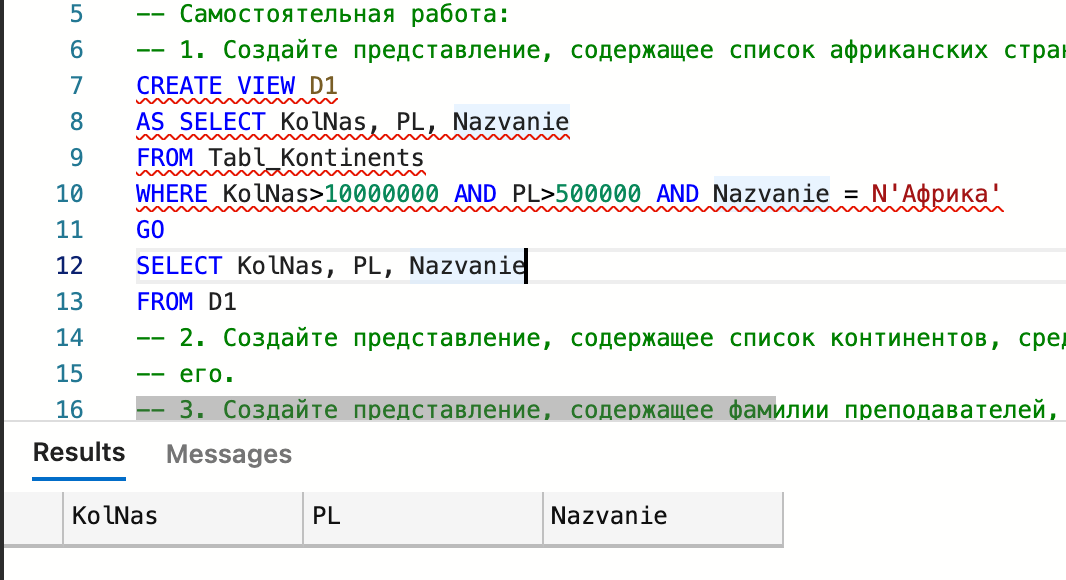 5 -- Самостоятельная работа:
6 -- 1. Создайте представление, содержащее список африканских
7 CREATE VIEW D1
8 AS SELECT KolNas, PL, Nazvanie
9 FROM Tabl_Kontinents
10 WHERE KolNas>10000000 AND PL>500000 AND Nazvanie = N'Африка'
11 GO
12 SELECT KolNas, PL, Nazvanie
13 FROM D1
14 -- 2. Создайте представление, содержащее список континентов,
15 -- его.
16 -- 3. Создайте представление, содержащее фамилии преподавателей,
Results Messages
KolNas PL Nazvanie